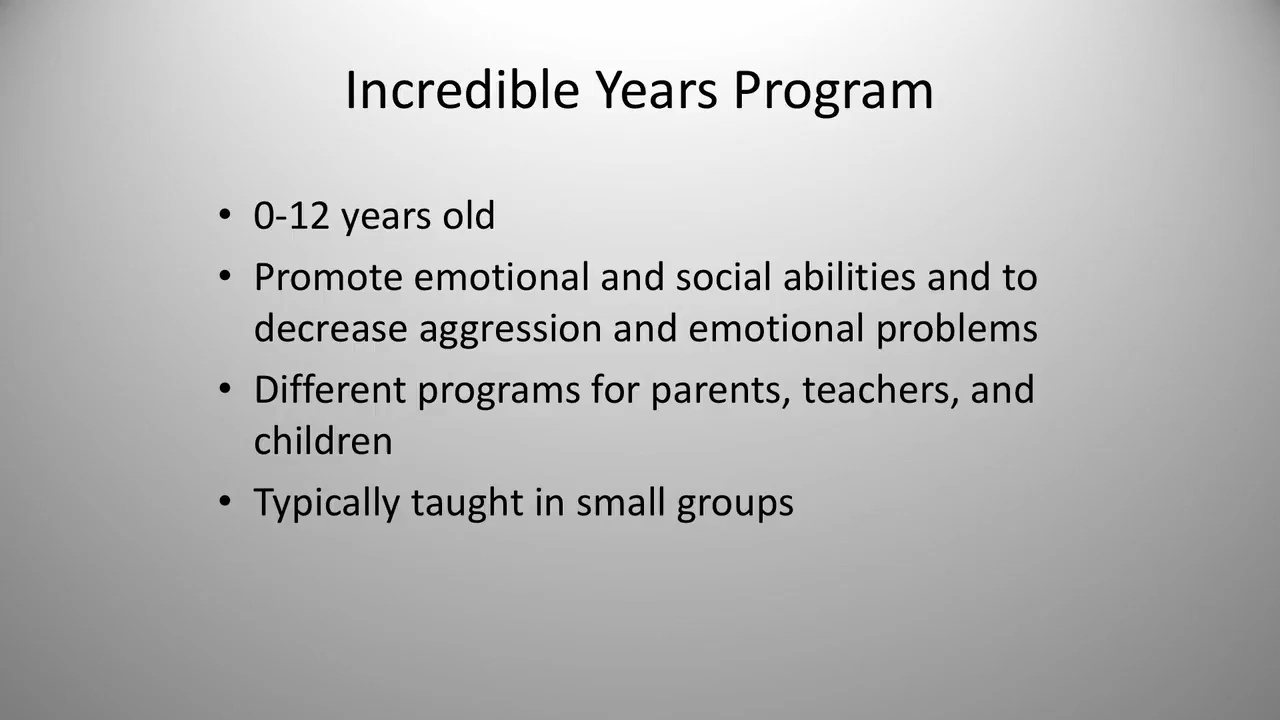 Incredible Years Program
• 0-12 years old
• Promote emotional and social abilities and to
decrease aggression and emotional problems
• Different programs for parents, teachers, and
children
• Typically taught in small groups